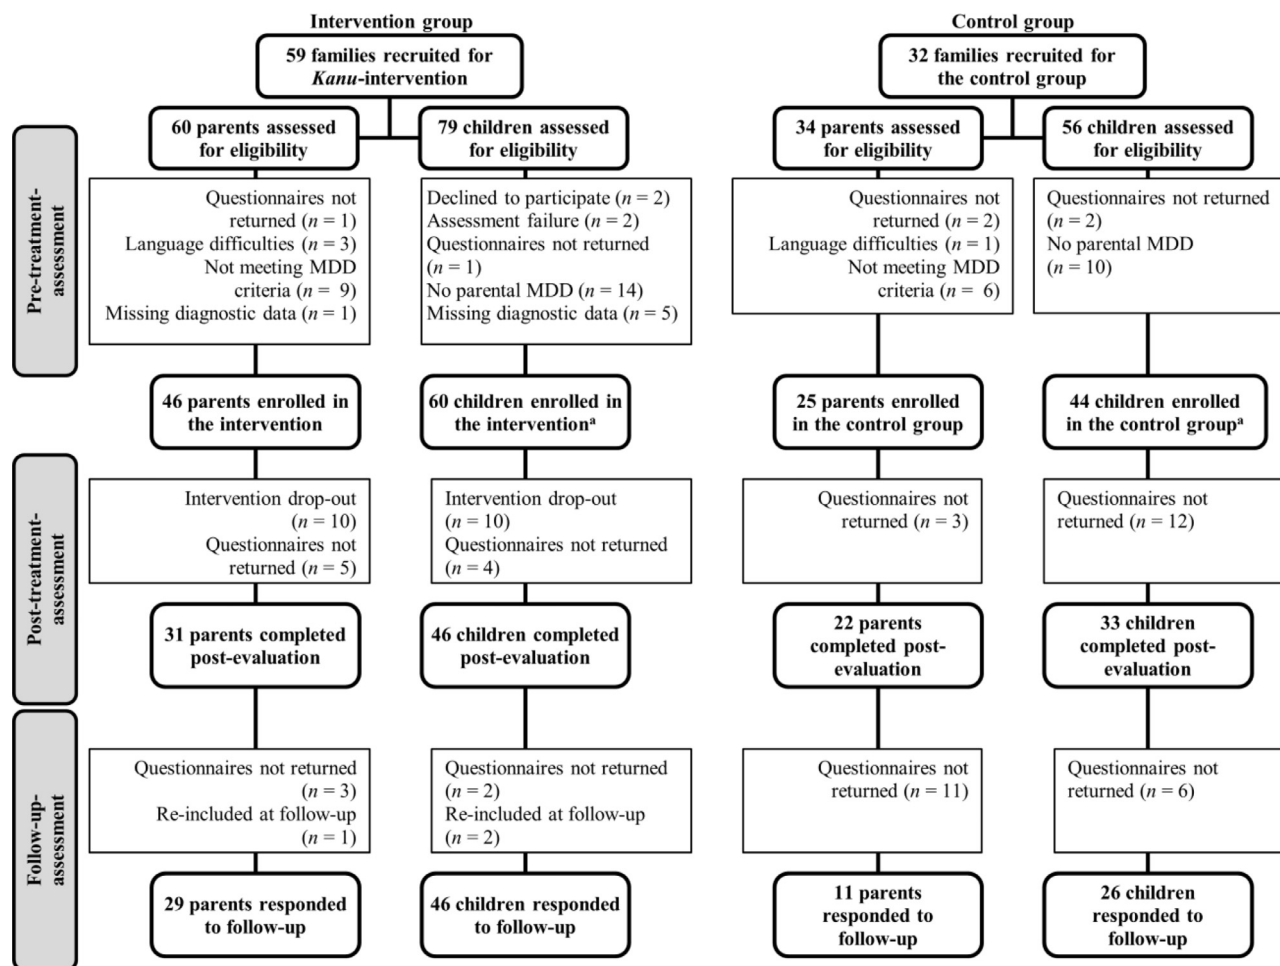 Intervention group
59 families recruited for
Kanu-intervention
60 parents assessed
for eligibility
79 children assessed
for eligibility
Control group
32 families recruited for
the control group
34 parents assessed
for eligibility
56 children assessed
for eligibility
Pre-treatment-
assessment
Questionnaires not
returned (n = 1)
Language difficulties (n = 3)
Not meeting MDD
criteria (n = 9)
Missing diagnostic data (n = 1)
Declined to participate (n = 2)
Assessment failure (n = 2)
Questionnaires not returned
(n = 1)
No parental MDD (n = 14)
Missing diagnostic data (n = 5)
Questionnaires not
returned (n = 2)
Language difficulties (n = 1)
Not meeting MDD
criteria (n = 6)
Questionnaires not returned
(n = 2)
No parental MDD
(n = 10)
46 parents enrolled in
the intervention
60 children enrolled in
the interventionᵃ
25 parents enrolled
in the control group
44 children enrolled
in the control groupᵃ
Post-treatment-
assessment
Intervention drop-out
(n = 10)
Questionnaires not
returned (n = 5)
Intervention drop-out
(n = 10)
Questionnaires not returned
(n = 4)
Questionnaires not
returned (n = 3)
Questionnaires not
returned (n = 12)
31 parents completed
post-evaluation
46 children completed
post-evaluation
22 parents
completed post-
evaluation
33 children
completed post-
evaluation
Follow-up-
assessment
Questionnaires not returned
(n = 3)
Re-included at follow-up
(n = 1)
Questionnaires not returned
(n = 2)
Re-included at follow-up
(n = 2)
Questionnaires not
returned (n = 11)
Questionnaires not
returned (n = 6)
29 parents responded
to follow-up
46 children responded
to follow-up
11 parents
responded to
follow-up
26 children
responded to
follow-up